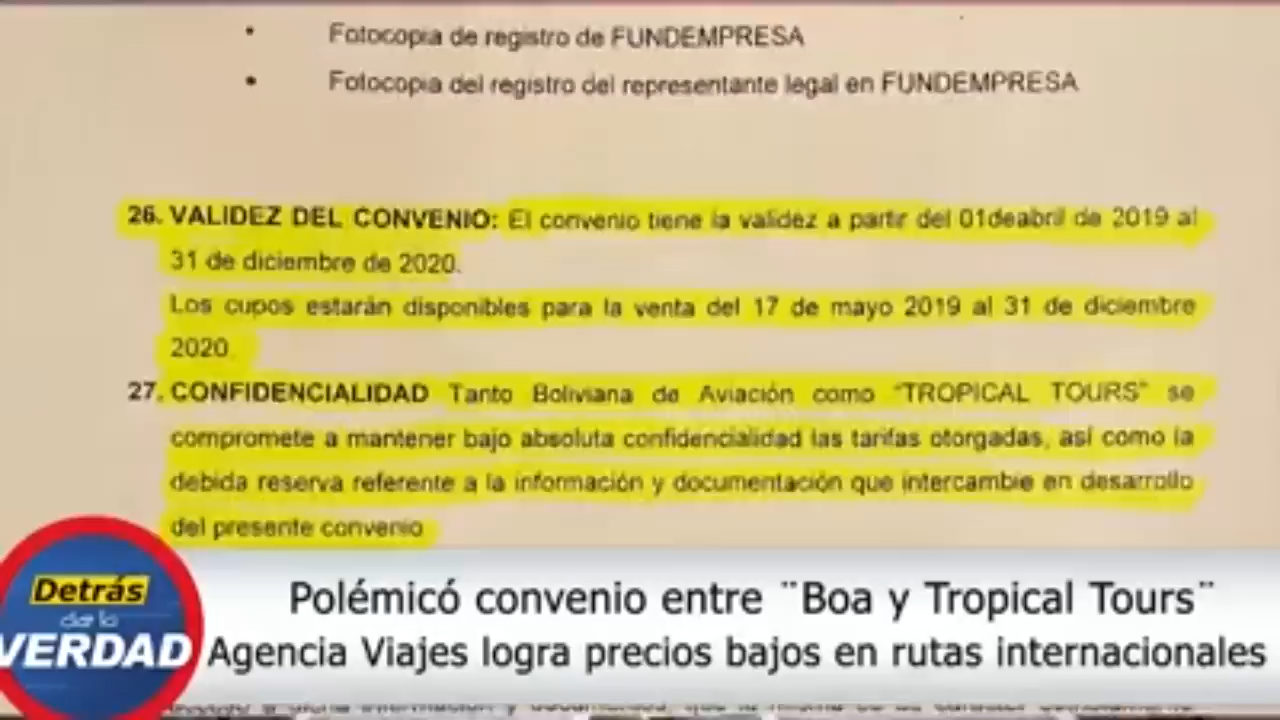 • Fotocopia de registro de FUNDEMPRESA
• Fotocopia del registro del representante legal en FUNDEMPRESA
26. VALIDEZ DEL CONVENIO: El convenio tiene la validez a partir del 01deabril de 2019 al
31 de diciembre de 2020.
Los cupos estarán disponibles para la venta del 17 de mayo 2019 al 31 de diciembre
2020.
27. CONFIDENCIALIDAD Tanto Boliviana de Aviación como "TROPICAL TOURS" se
compromete a mantener bajo absoluta confidencialidad las tarifas otorgadas, así como la
debida reserva referente a la información y documentación que intercambie en desarrollo
del presente convenio
Detrás
de la
VERDAD
Polémicó convenio entre ¨Boa y Tropical Tours¨
Agencia Viajes logra precios bajos en rutas internacionales